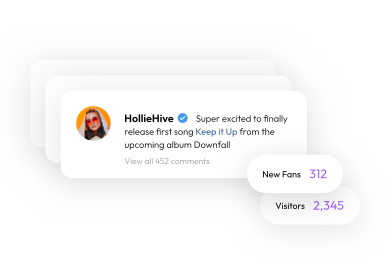 HollieHive Super excited to finally
release first song Keep it Up from the
upcoming album Downfall
View all 452 comments
New Fans 312
Visitors 2,345